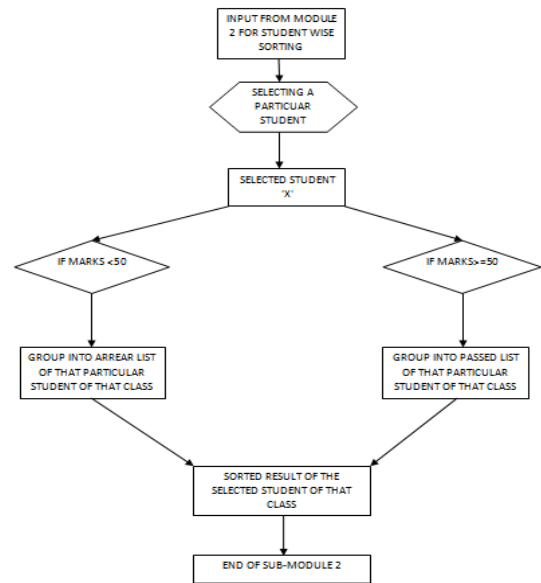 INPUT FROM MODULE
2 FOR STUDENT WISE
SORTING
SELECTING A
PARTICUAR
STUDENT
SELECTED STUDENT
'X'
IF MARKS <50
IF MARKS>=50
GROUP INTO ARREAR LIST
OF THAT PARTICULAR
STUDENT OF THAT CLASS
GROUP INTO PASSED LIST
OF THAT PARTICULAR
STUDENT OF THAT CLASS
SORTED RESULT OF THE
SELECTED STUDENT OF THAT
CLASS
END OF SUB-MODULE 2